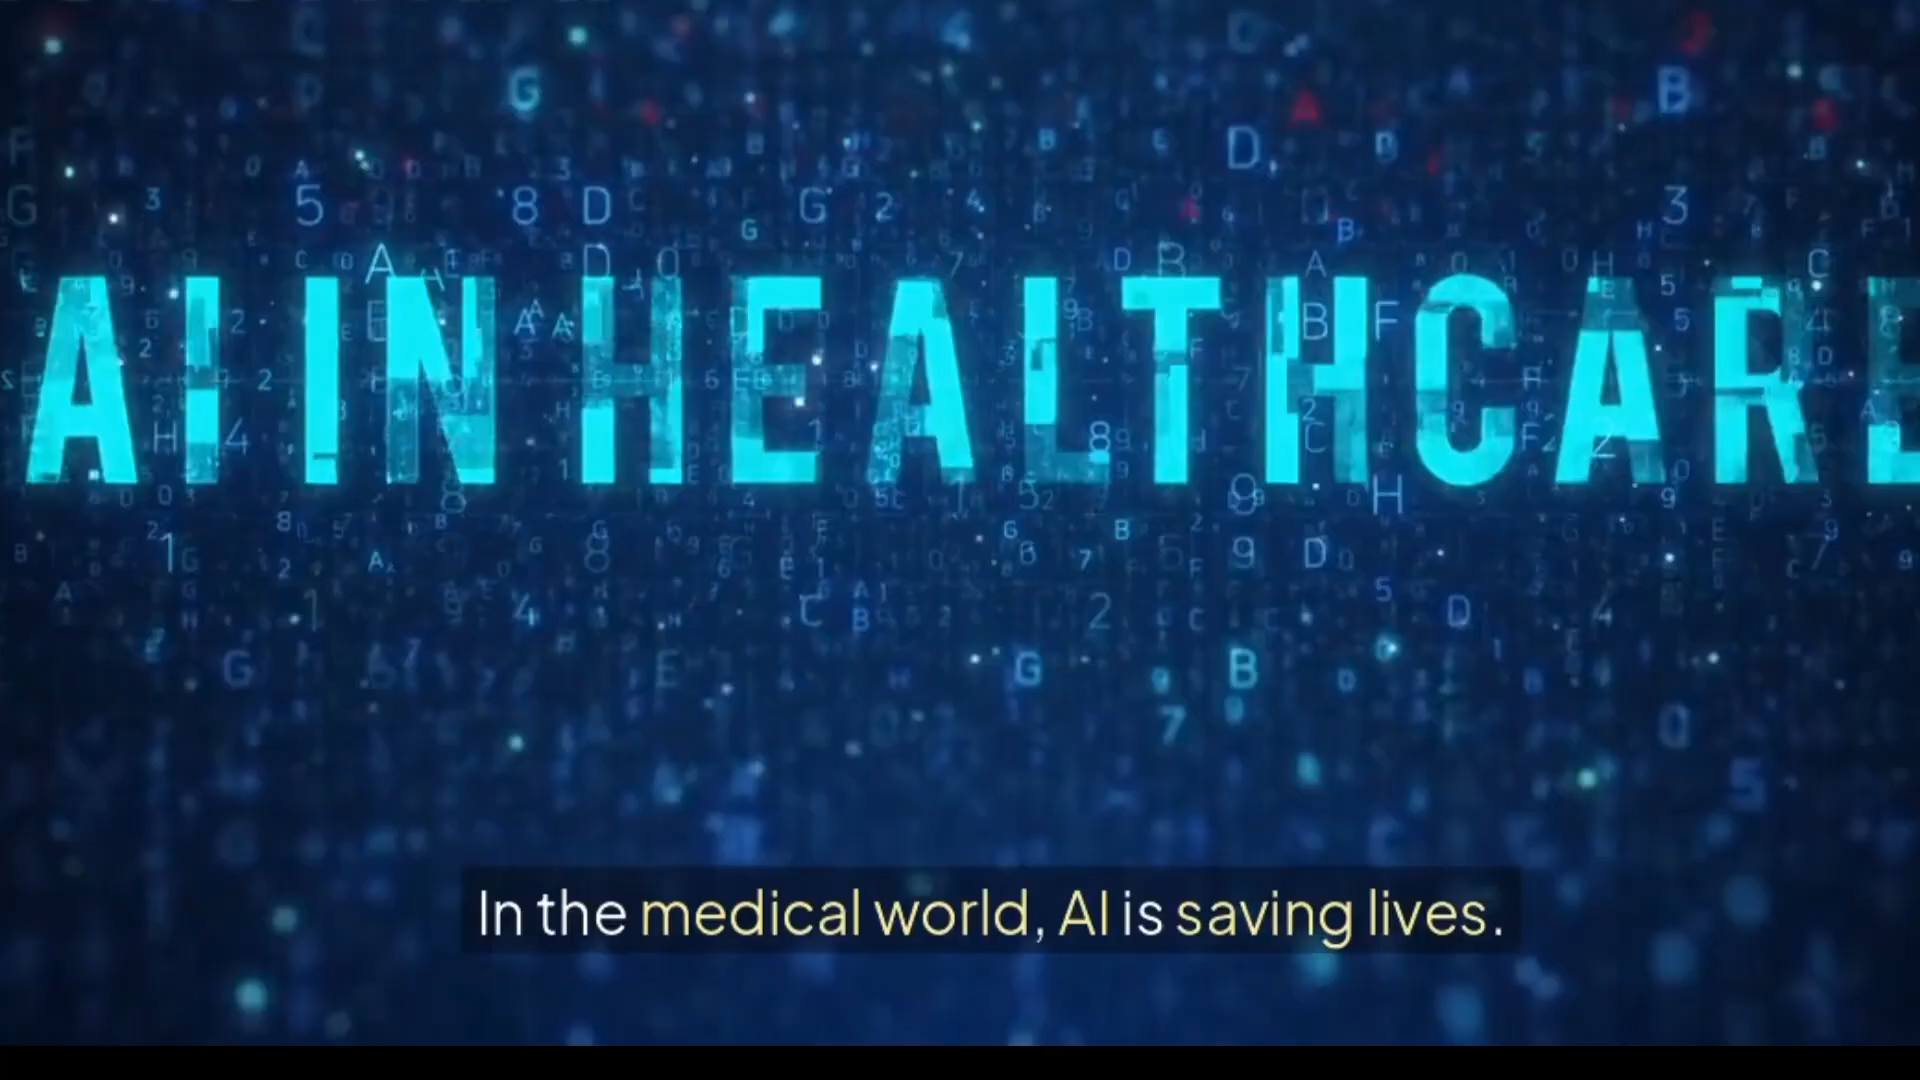 AI IN HEALTHCARE
In the medical world, AI is saving lives.